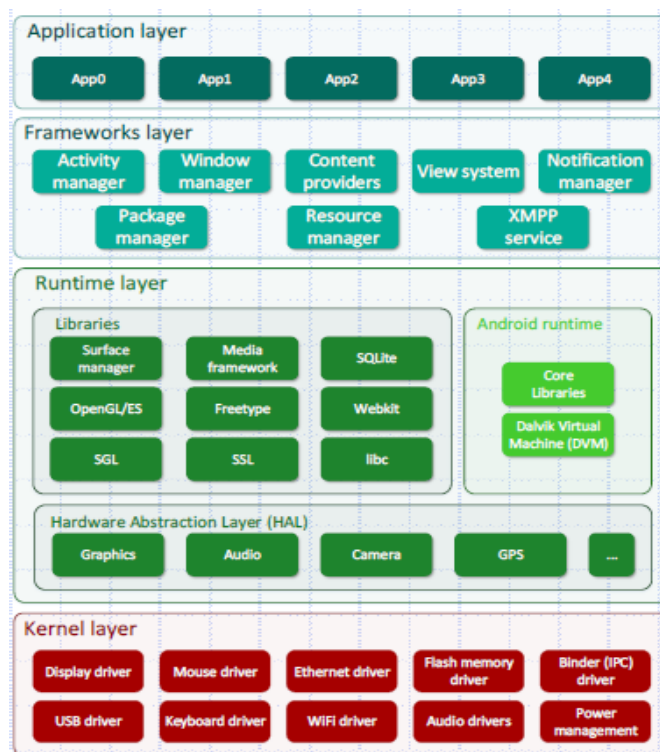 Application layer
App0
App1
App2
App3
App4
Frameworks layer
Activity
manager
Window
manager
Content
providers
View system
Notification
manager
Package
manager
Resource
manager
XMPP
service
Runtime layer
Libraries
Surface
manager
Media
framework
SQLite
OpenGL/ES
Freetype
Webkit
SGL
SSL
libc
Android runtime
Core
Libraries
Dalvik Virtual
Machine (DVM)
Hardware Abstraction Layer (HAL)
Graphics
Audio
Camera
GPS
...
Kernel layer
Display driver
Mouse driver
Ethernet driver
Flash memory
driver
Binder (IPC)
driver
USB driver
Keyboard driver
WiFi driver
Audio drivers
Power
management